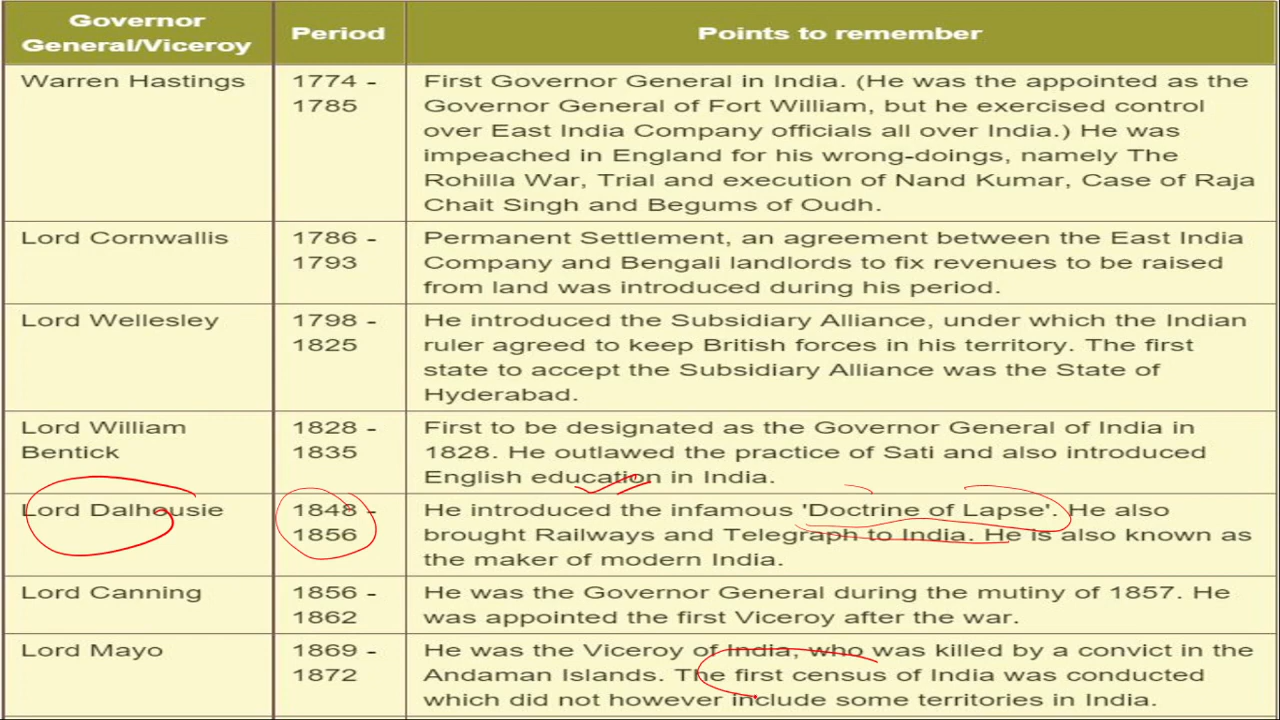 Governor
General/Viceroy
Period
Points to remember
Warren Hastings
1774 -
1785
First Governor General in India. (He was the appointed as the
Governor General of Fort William, but he exercised control
over East India Company officials all over India.) He was
impeached in England for his wrong-doings, namely The
Rohilla War, Trial and execution of Nand Kumar, Case of Raja
Chait Singh and Begums of Oudh.
Lord Cornwallis
1786 -
1793
Permanent Settlement, an agreement between the East India
Company and Bengali landlords to fix revenues to be raised
from land was introduced during his period.
Lord Wellesley
1798 -
1825
He introduced the Subsidiary Alliance, under which the Indian
ruler agreed to keep British forces in his territory. The first
state to accept the Subsidiary Alliance was the State of
Hyderabad.
Lord William
Bentick
1828 -
1835
First to be designated as the Governor General of India in
1828. He outlawed the practice of Sati and also introduced
English education in India.
Lord Dalhousie
1848 -
1856
He introduced the infamous 'Doctrine of Lapse'. He also
brought Railways and Telegraph to India. He is also known as
the maker of modern India.
Lord Canning
1856 -
1862
He was the Governor General during the mutiny of 1857. He
was appointed the first Viceroy after the war.
Lord Mayo
1869 -
1872
He was the Viceroy of India, who was killed by a convict in the
Andaman Islands. The first census of India was conducted
which did not however include some territories in India.